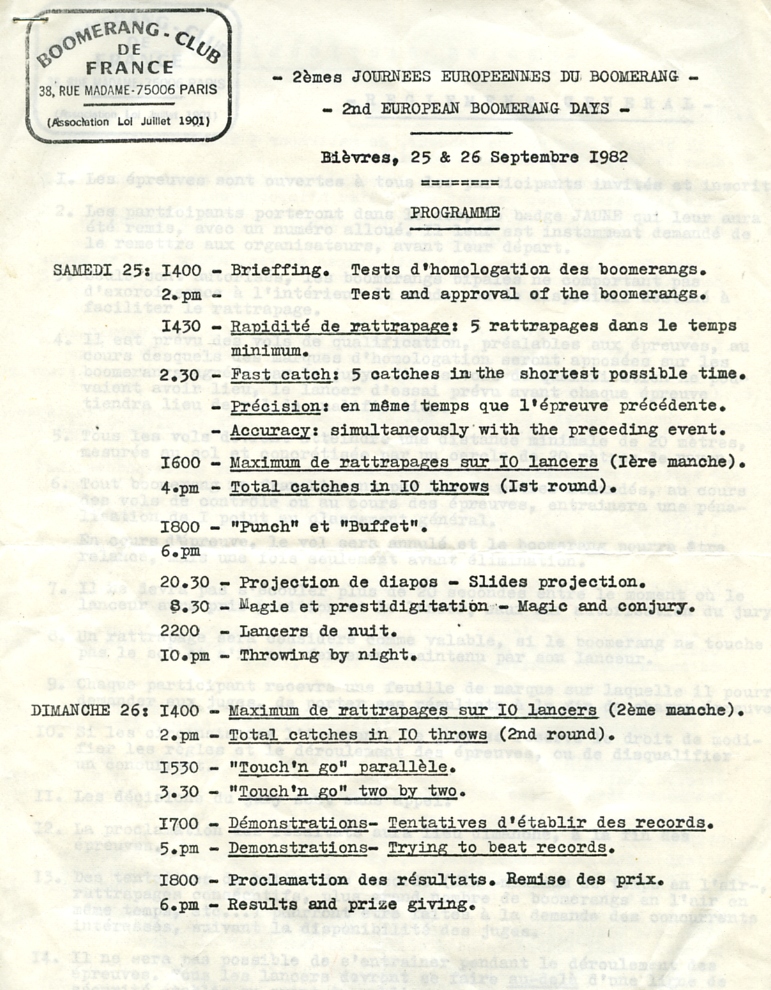 BOOMERANG-CLUB
DE
FRANCE
38, RUE MADAME-75006 PARIS
(Association Loi Juillet 1901)
- 2èmes JOURNEES EUROPEENNES DU BOOMERANG -
- 2nd EUROPEAN BOOMERANG DAYS -
Bièvres, 25 & 26 Septembre I982
========
PROGRAMME
SAMEDI 25: I400 - Brieffing. Tests d'homologation des boomerangs.
2.pm - Test and approval of the boomerangs.
I430 - Rapidité de rattrapage: 5 rattrapages dans le temps
minimum.
2.30 - Fast catch: 5 catches in the shortest possible time.
- Précision: en même temps que l'épreuve précédente.
- Accuracy: simultaneously with the preceding event.
I600 - Maximum de rattrapages sur IO lancers (Ière manche).
4.pm - Total catches in IO throws (Ist round).
I800 - "Punch" et "Buffet".
6.pm
20.30 - Projection de diapos - Slides projection.
8.30 - Magie et prestidigitation - Magic and conjury.
2200 - Lancers de nuit.
IO.pm - Throwing by night.
DIMANCHE 26: I400 - Maximum de rattrapages sur IO lancers (2ème manche).
2.pm - Total catches in IO throws (2nd round).
I530 - "Touch'n go" parallèle.
3.30 - "Touch'n go" two by two.
I700 - Démonstrations- Tentatives d'établir des records.
5.pm - Demonstrations- Trying to beat records.
I800 - Proclamation des résultats. Remise des prix.
6.pm - Results and prize giving.